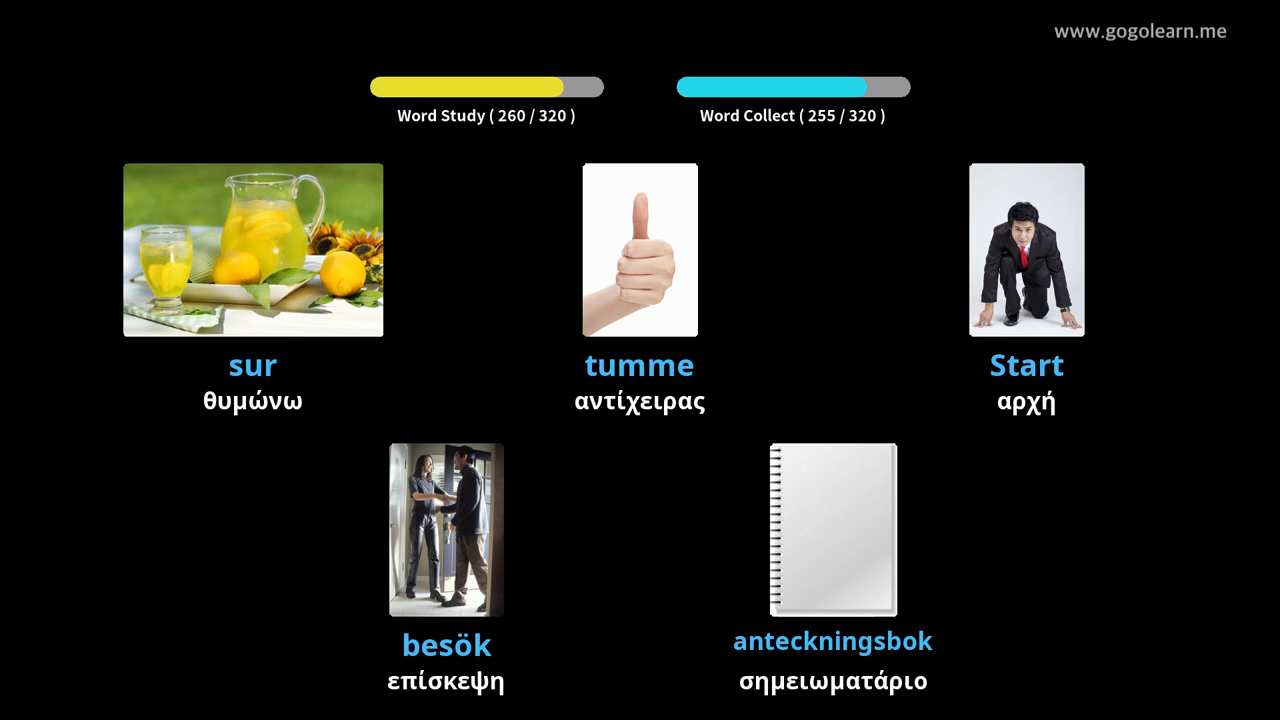 www.gogolearn.me
Word Study ( 260 / 320 )
Word Collect ( 255 / 320 )
sur
θυμώνω
tumme
αντίχειρας
Start
αρχή
besök
επίσκεψη
anteckningsbok
σημειωματάριο